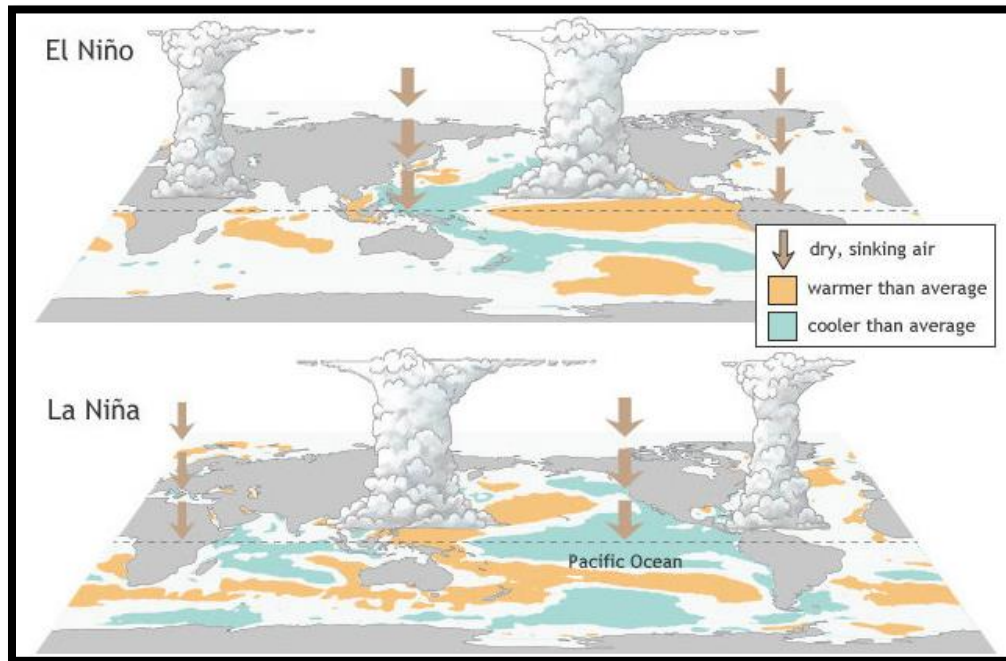 El Niño
dry, sinking air
warmer than average
cooler than average
La Niña
Pacific Ocean